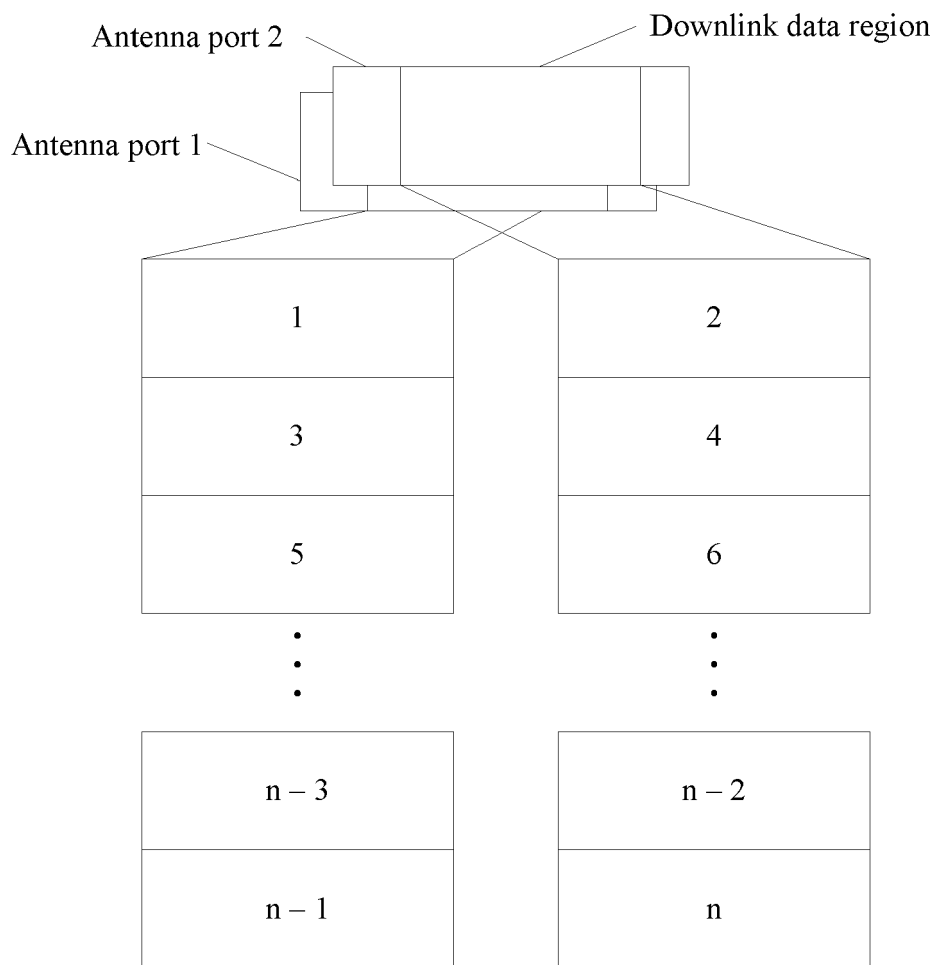 Antenna port 2
Downlink data region
Antenna port 1
1
2
3
4
5
6
n – 3
n – 2
n – 1
n